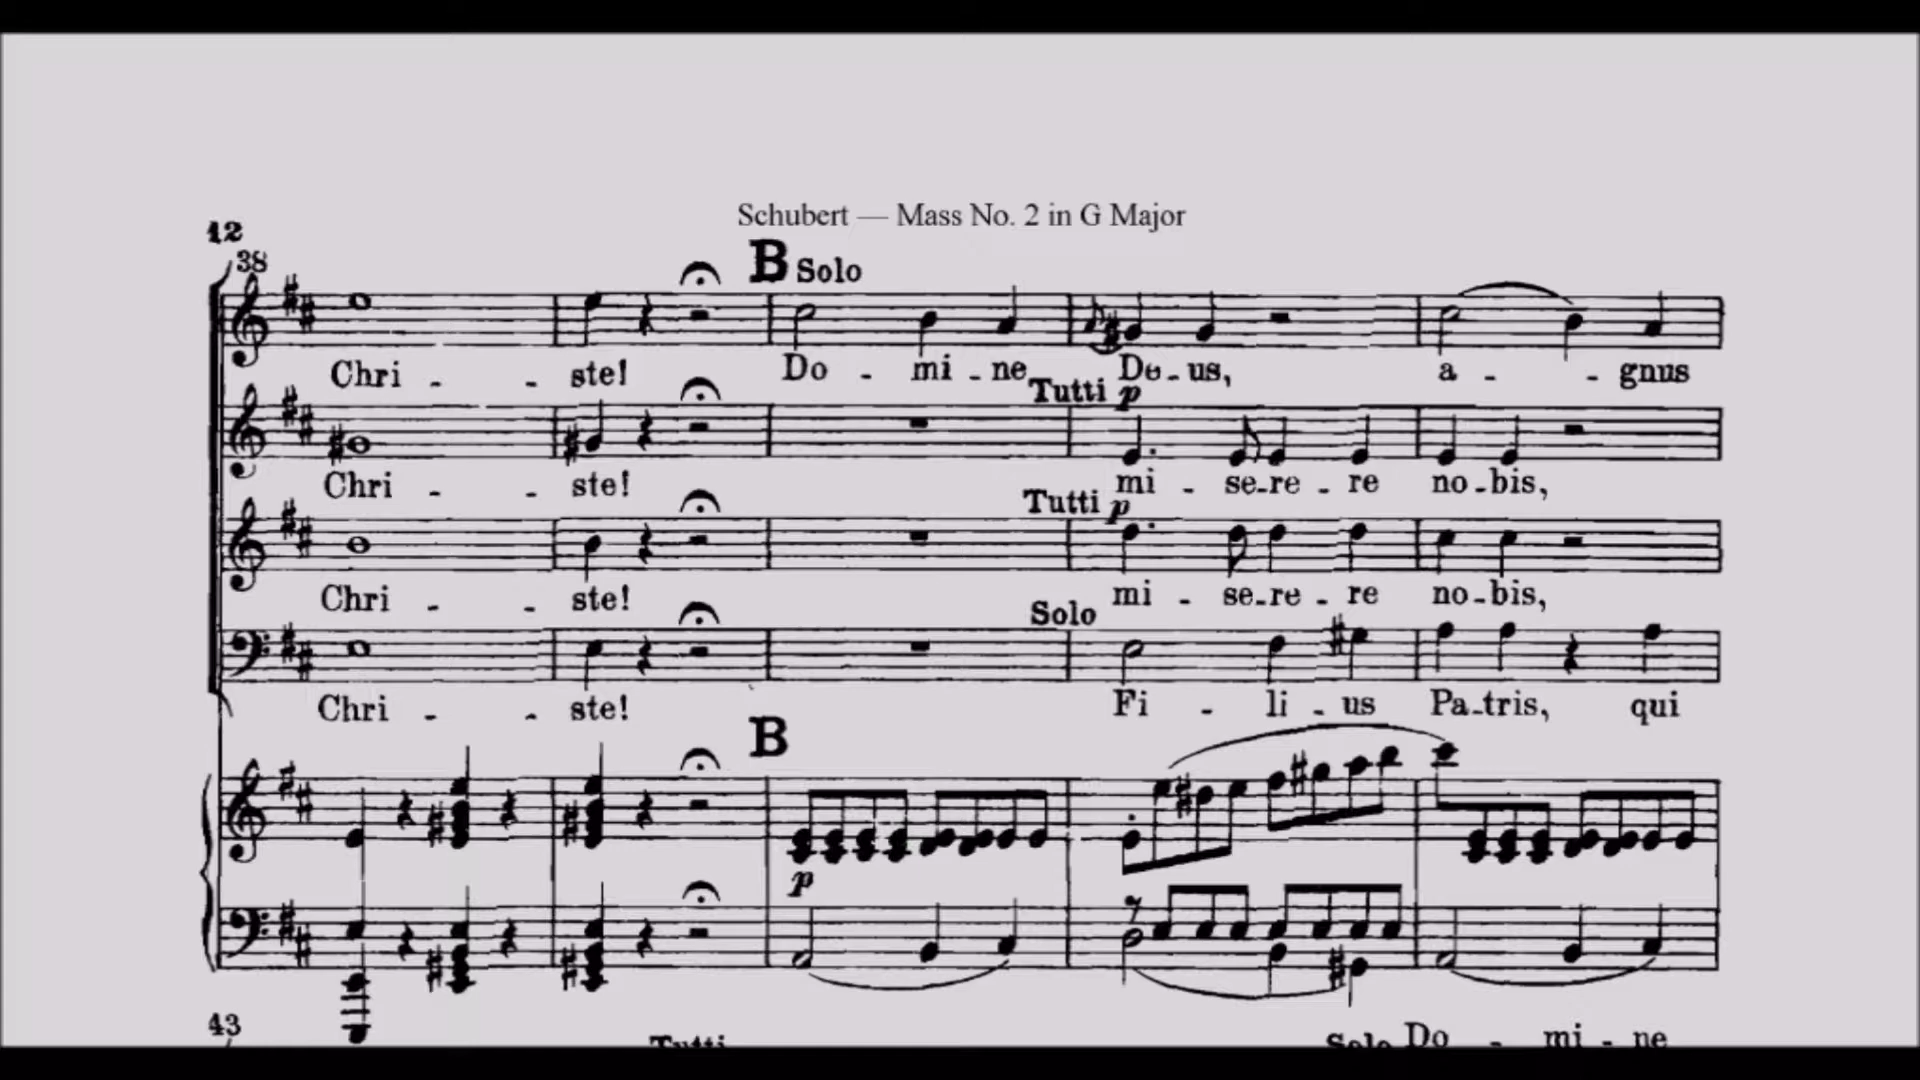 Schubert — Mass No. 2 in G Major
12
38
B Solo
Chri - - ste! Do - mi - ne De - us, a - - gnus
Tutti p
Chri - - ste! mi - se - re - re no - bis,
Tutti p
Chri - - ste! mi - se - re - re no - bis,
Solo
Chri - - ste! Fi - li - us Pa - tris, qui
B
p
43
Tutti Solo Do - mi - ne